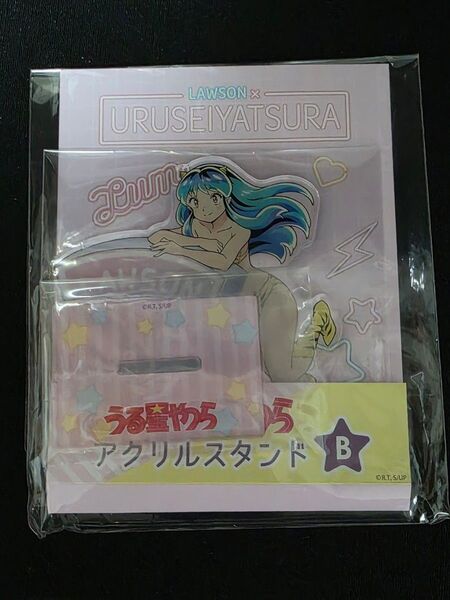 LAWSON ×
URUSEIYATSURA
Lum
LAWSON
©R.T, S/UP
うる星やつら
アクリルスタンド B
©R.T, S/UP